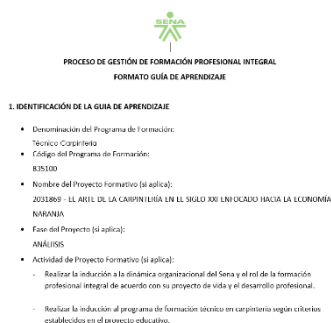 SENA
PROCESO DE GESTIÓN DE FORMACIÓN PROFESIONAL INTEGRAL
FORMATO GUÍA DE APRENDIZAJE
1. IDENTIFICACIÓN DE LA GUIA DE APRENDIZAJE
• Denominación del Programa de Formación:
Técnico Carpintería
• Código del Programa de Formación:
835100
• Nombre del Proyecto Formativo (si aplica):
2031869 - EL ARTE DE LA CARPINTERÍA EN EL SIGLO XXI ENFOCADO HACIA LA ECONOMÍA
NARANJA
• Fase del Proyecto (si aplica):
ANÁLISIS
• Actividad de Proyecto Formativo (si aplica):
- Realizar la inducción a la dinámica organizacional del Sena y el rol de la formación
profesional integral de acuerdo con su proyecto de vida y el desarrollo profesional.
- Realizar la inducción al programa de formación técnico en carpintería según criterios
establecidos en el proyecto educativo.